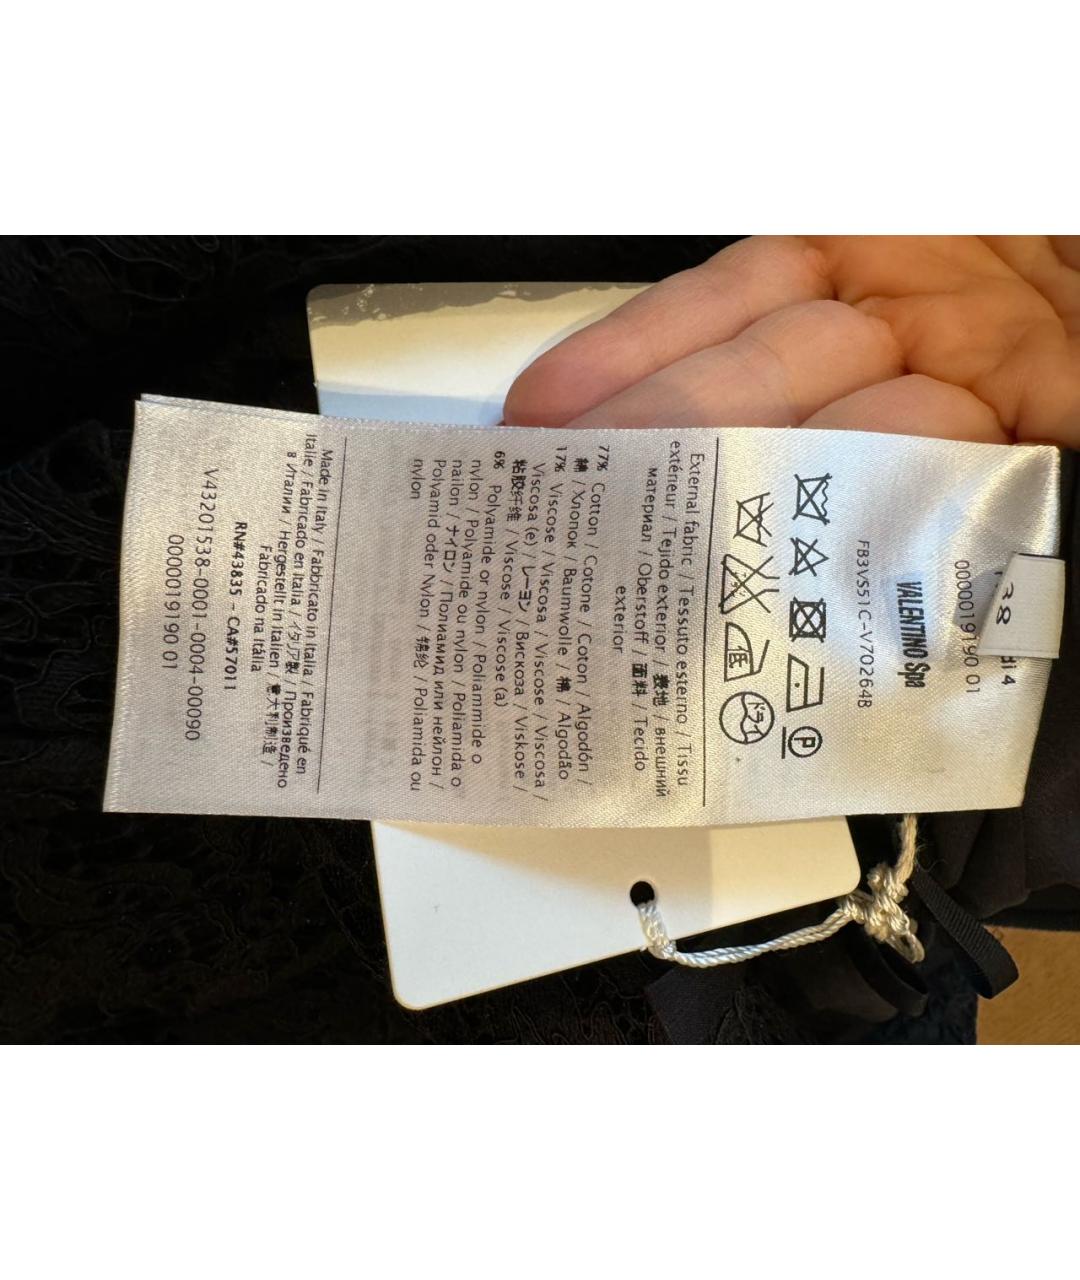 38
0000019190 01
VALENTINO Spa
FB3VS51C-V70264B
P
低
ドライ
External fabric / Tessuto esterno / Tissu
extérieur / Tejido exterior / 表地 / внешний
материал / Oberstoff / 面料 / Tecido
exterior
77% Cotton / Cotone / Coton / Algodón /
綿 / Хлопок / Baumwolle / 棉 / Algodão
17% Viscose / Viscosa / Viscose / Viscosa /
Viscosa (e) / レーヨン / Вискоза / Viskose /
粘胶纤维 / Viscose / Viscose (a)
6% Polyamide or nylon / Poliammide o
nylon / Polyamide ou nylon / Poliamida o
nailon / ナイロン / Полиамид или нейлон /
Polyamid oder Nylon / 锦纶 / Poliamida ou
nylon
Made in Italy / Fabbricato in Italia / Fabriqué en
Italie / Fabricado en Italia / イタリア製 / Произведено
в Италии / Hergestellt in Italien / 意大利制造 /
Fabricado na Itália
RN#43835 - CA#57011
V43201538-0001-0004-00090
0000019190 01